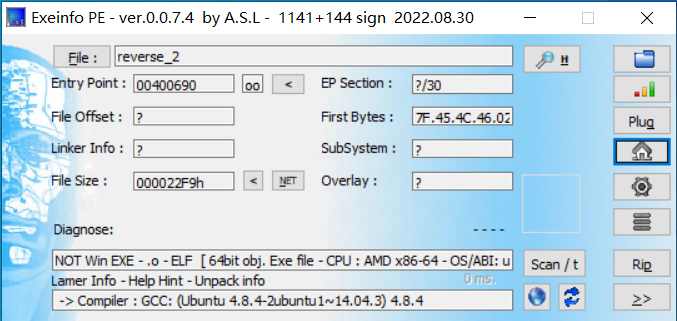 Exeinfo PE - ver.0.0.7.4 by A.S.L - 1141+144 sign 2022.08.30
File : reverse_2 H
Entry Point : 00400690 oo < EP Section : ?/30
File Offset : ? First Bytes : 7F.45.4C.46.02 Plug
Linker Info : ? SubSystem : ?
File Size : 000022F9h < NET Overlay : ?
Diagnose: ----
NOT Win EXE - .o - ELF [ 64bit obj. Exe file - CPU : AMD x86-64 - OS/ABI: u Scan / t Rip
Lamer Info - Help Hint - Unpack info 0 ms.
-> Compiler : GCC: (Ubuntu 4.8.4-2ubuntu1~14.04.3) 4.8.4 >>